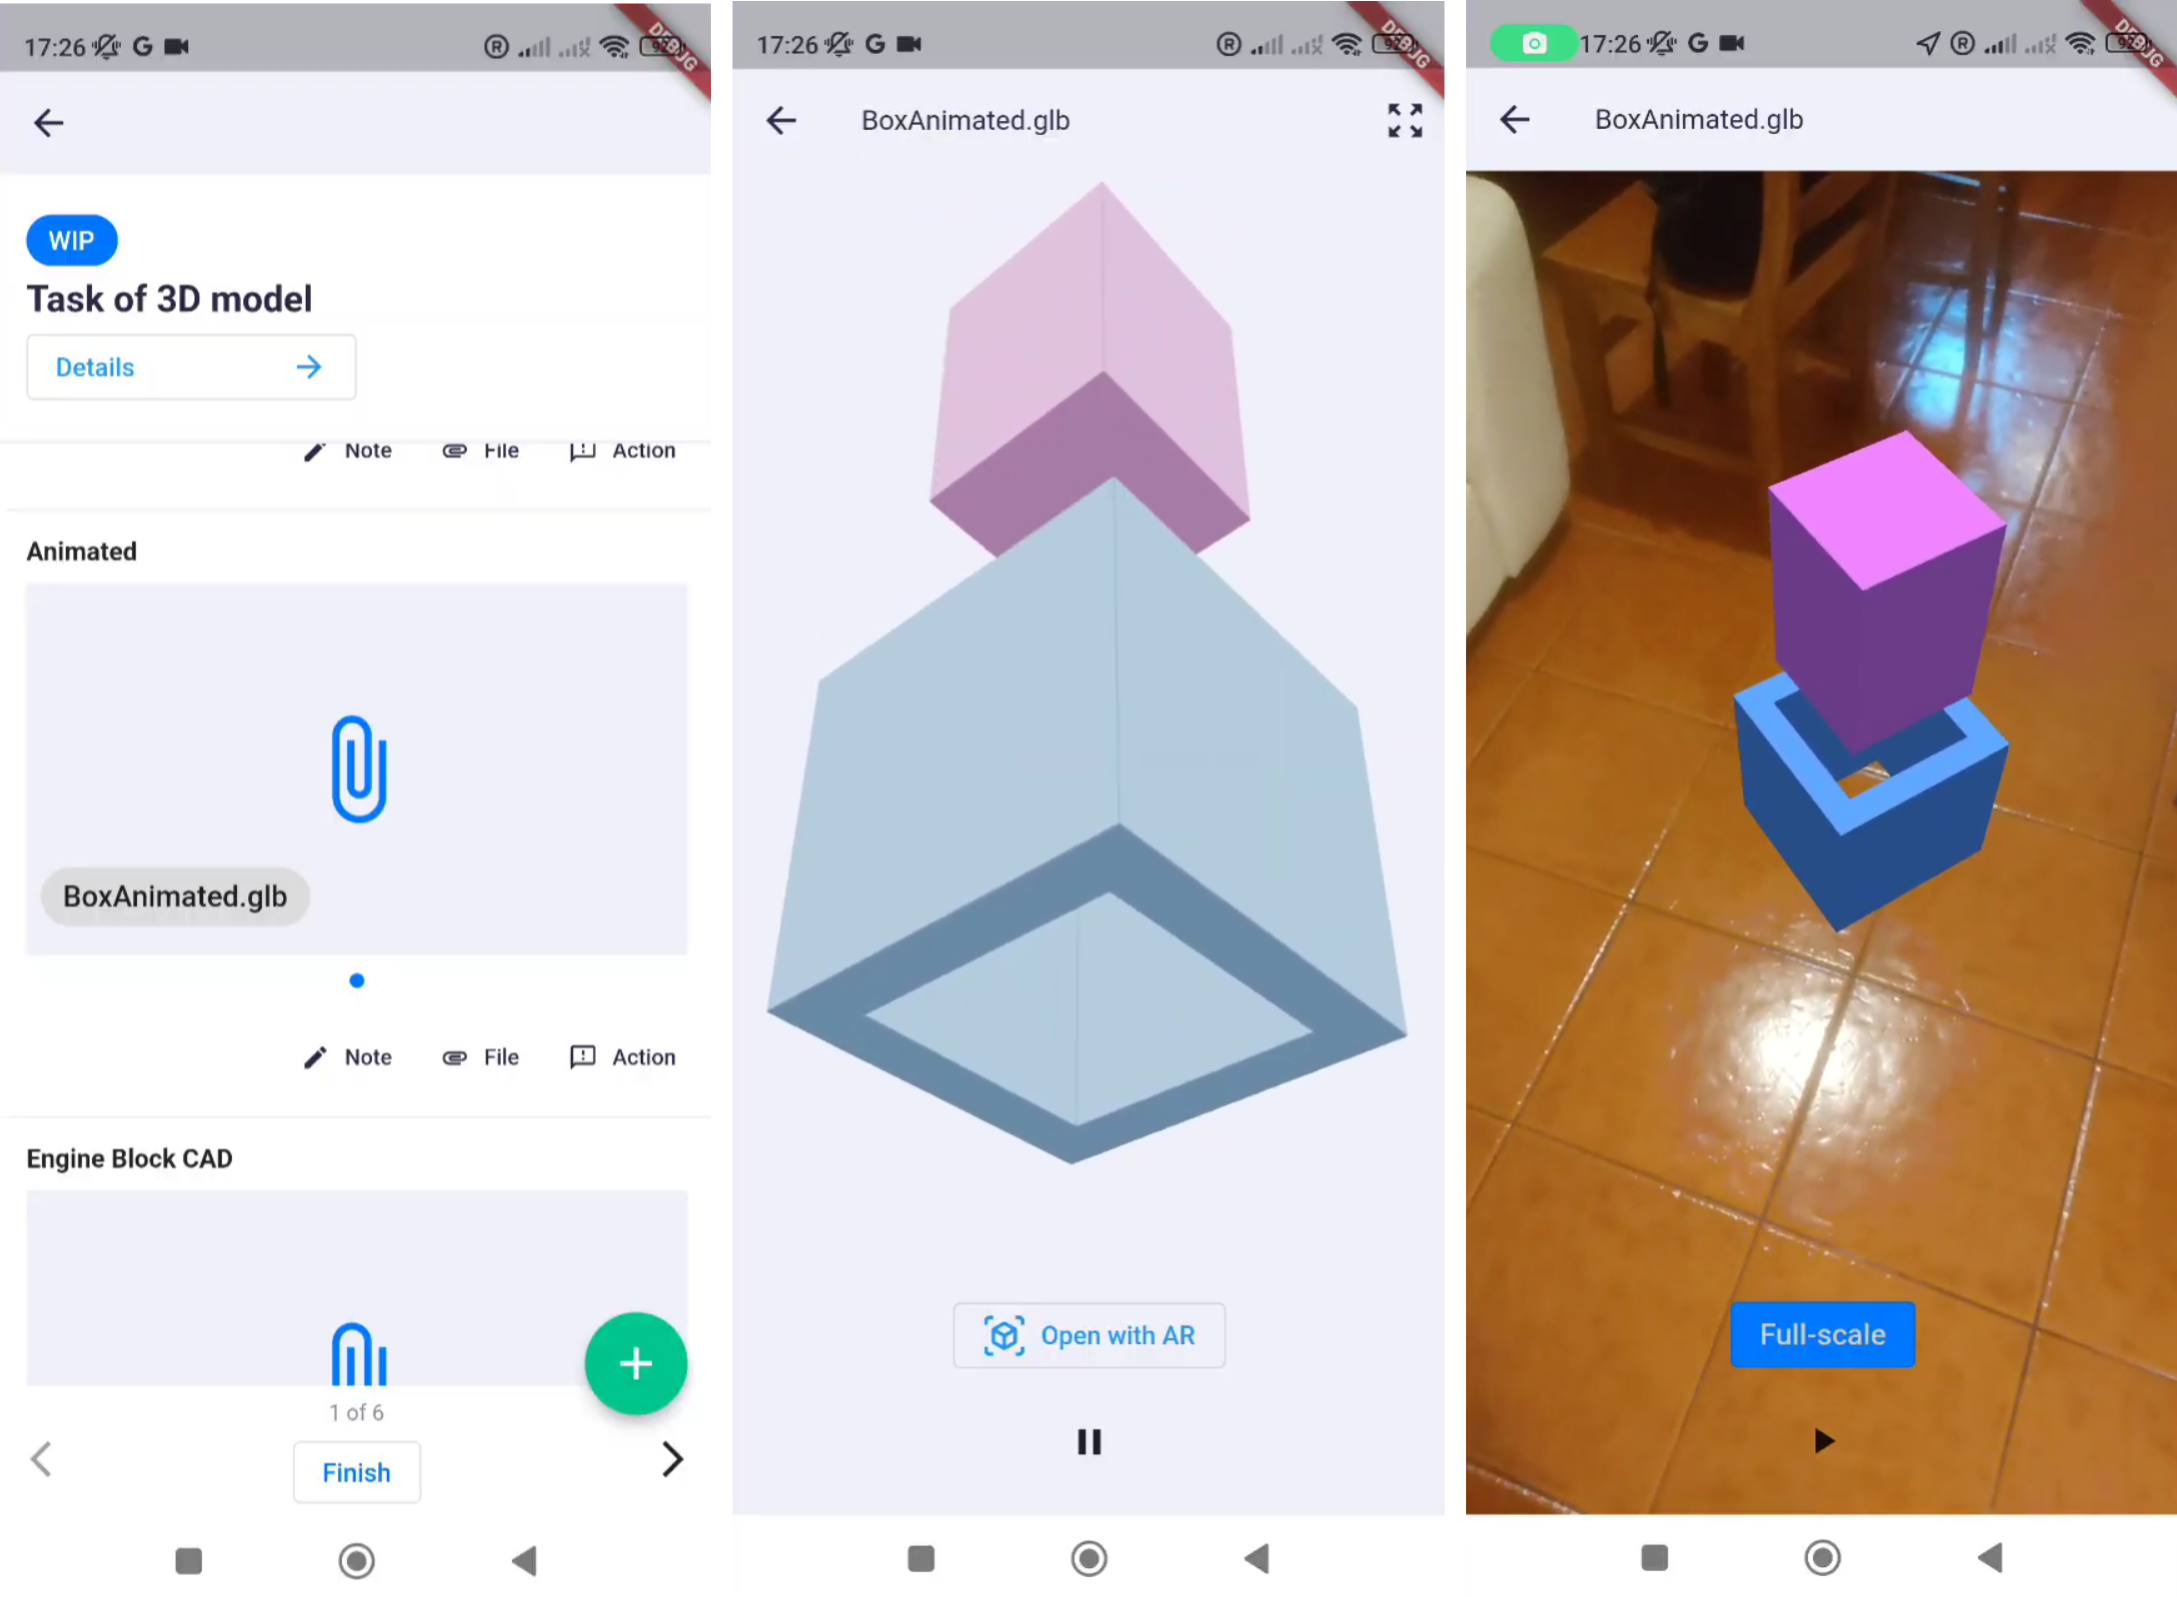 17:26
DEBUG
WIP
Task of 3D model
Details
Note File Action
Animated
BoxAnimated.glb
Note File Action
Engine Block CAD
1 of 6
Finish
17:26
DEBUG
BoxAnimated.glb
Open with AR
17:26
DEBUG
BoxAnimated.glb
Full-scale